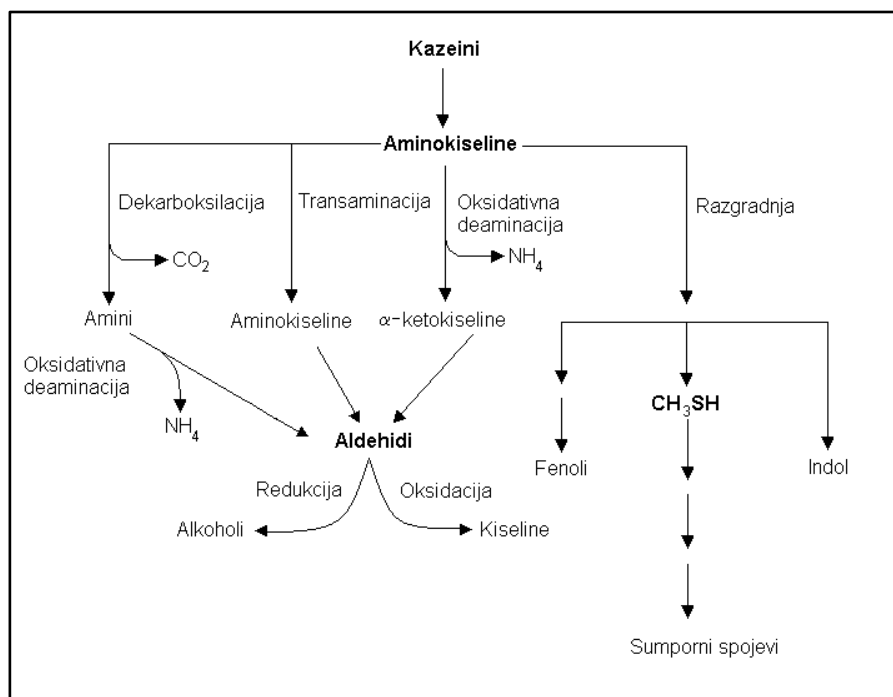 Kazeini
Aminokiseline
Dekarboksilacija
Transaminacija
Oksidativna
deaminacija
Razgradnja
CO2
NH4
Amini
Aminokiseline
α-ketokiseline
Oksidativna
deaminacija
NH4
CH3SH
Aldehidi
Fenoli
Indol
Redukcija
Oksidacija
Alkoholi
Kiseline
Sumporni spojevi